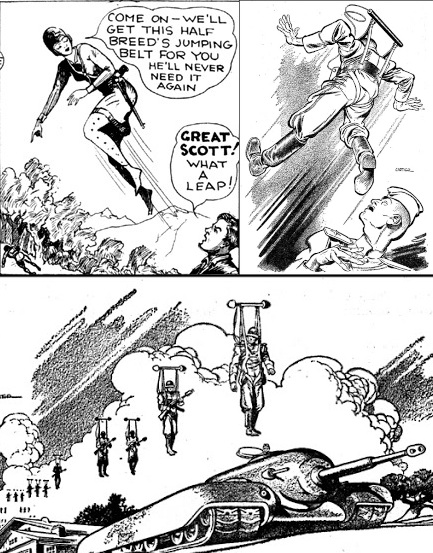 COME ON - WE'LL
GET THIS HALF
BREED'S JUMPING
BELT FOR YOU
HE'LL NEVER
NEED IT
AGAIN
GREAT
SCOTT!
WHAT
A
LEAP!